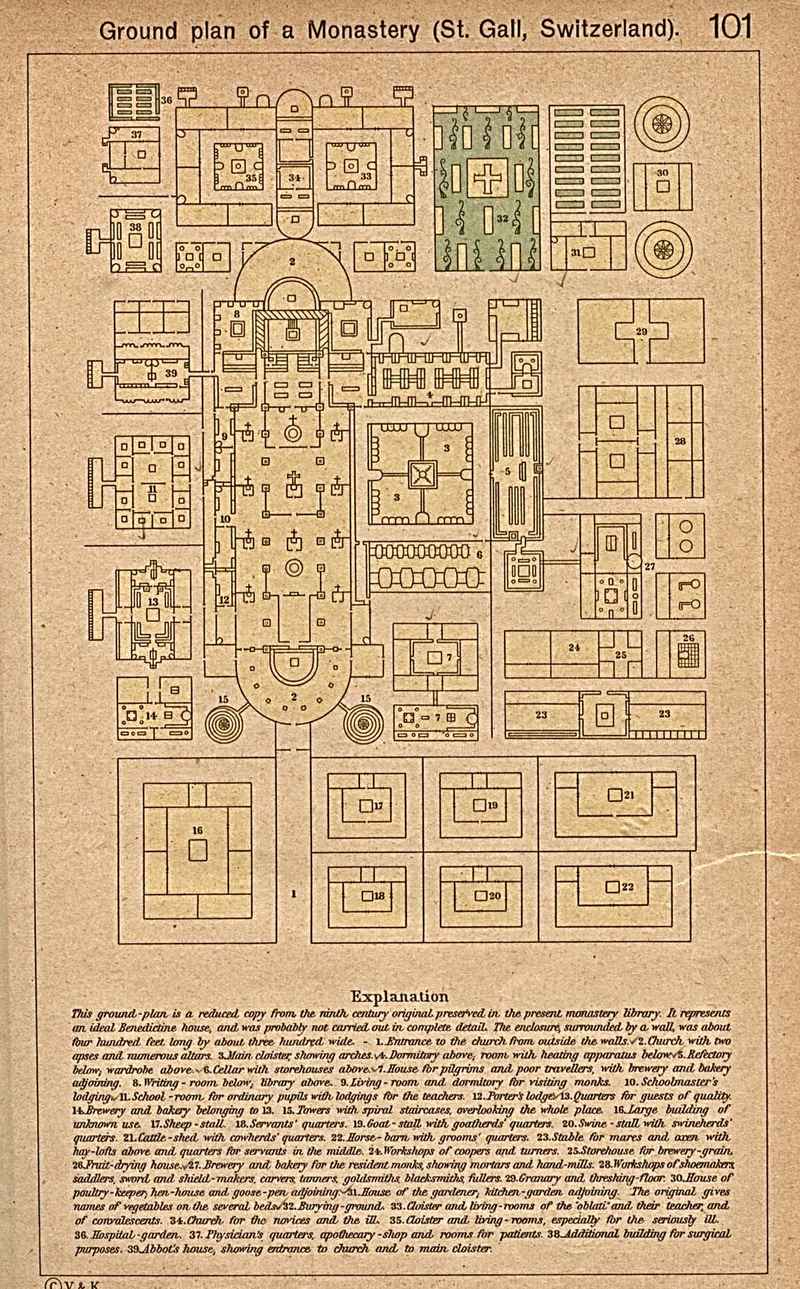 Ground plan of a Monastery (St. Gall, Switzerland). 101
36
37
35
34
33
32
30
31
38
2
8
39
29
4
9
3
3
5
28
11
10
6
27
13
12
7
24
25
26
14
15
2
15
7
23
23
16
17
19
21
1
18
20
22
Explanation
This ground-plan is a reduced copy from the ninth century original preserved in the present monastery library. It represents
an ideal Benedictine house, and was probably not carried out in complete detail. The enclosure, surrounded by a wall, was about
four hundred feet long by about three hundred wide. - 1. Entrance to the church from outside the walls. 2. Church with two
apses and numerous altars. 3. Main cloister, showing arches. 4. Dormitory above, room with heating apparatus below. 5. Refectory
below, wardrobe above. 6. Cellar with storehouses above. 7. House for pilgrims and poor travellers, with brewery and bakery
adjoining. 8. Writing-room below; library above. 9. Living-room and dormitory for visiting monks. 10. Schoolmaster's
lodging. 11. School-room for ordinary pupils with lodgings for the teachers. 12. Porter's lodge. 13. Quarters for guests of quality.
14. Brewery and bakery belonging to 13. 15. Towers with spiral staircases, overlooking the whole place. 16. Large building of
unknown use. 17. Sheep-stall. 18. Servants' quarters. 19. Goat-stall with goatherds' quarters. 20. Swine-stall with swineherds'
quarters. 21. Cattle-shed with cowherds' quarters. 22. Horse-barn with grooms' quarters. 23. Stable for mares and oxen with
hay-lofts above and quarters for servants in the middle. 24. Workshops of coopers and turners. 25. Storehouse for brewery-grain.
26. Fruit-drying house. 27. Brewery and bakery for the resident monks, showing mortars and hand-mills. 28. Workshops of shoemakers,
saddlers, sword and shield-makers, carvers, tanners, goldsmiths, blacksmiths, fullers. 29. Granary and threshing-floor. 30. House of
poultry-keeper, hen-house and goose-pen adjoining. 31. House of the gardener, kitchen-garden adjoining. The original gives
names of vegetables on the several beds. 32. Burying-ground. 33. Cloister and living-rooms of the "oblati" and their teacher, and
of convalescents. 34. Church for the novices and the ill. 35. Cloister and living-rooms, especially for the seriously ill.
36. Hospital-garden. 37. Physician's quarters, apothecary-shop and rooms for patients. 38. Additional building for surgical
purposes. 39. Abbot's house, showing entrance to church and to main cloister.
© V & K